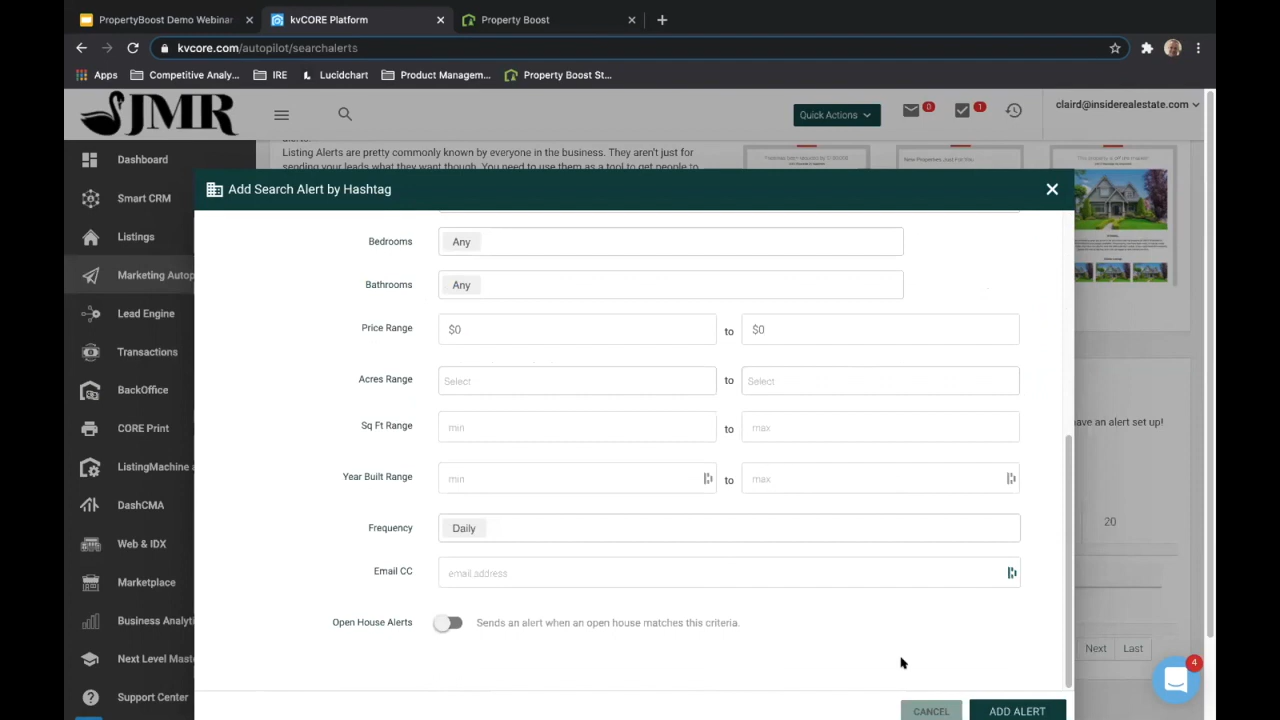 PropertyBoost Demo Webinar
kvCORE Platform
Property Boost
kvcore.com/autopilot/searchalerts
Apps
Competitive Analy...
IRE
Lucidchart
Product Managem...
Property Boost St...
JMR
Quick Actions
0
1
claird@insiderealestate.com
Listing Alerts are pretty commonly known by everyone in the business. They aren't just for
sending your leads what they want though. You need to use them as a tool to get people to
Dashboard
Smart CRM
Listings
Marketing Autop
Lead Engine
Transactions
BackOffice
CORE Print
ListingMachine a
DashCMA
Web & IDX
Marketplace
Business Analyti
Next Level Maste
Support Center
Add Search Alert by Hashtag
Bedrooms
Any
Bathrooms
Any
Price Range
$0
to
$0
Acres Range
Select
to
Select
Sq Ft Range
min
to
max
Year Built Range
min
to
max
Frequency
Daily
Email CC
email address
Open House Alerts
Sends an alert when an open house matches this criteria.
CANCEL
ADD ALERT
have an alert set up!
20
Next
Last
4